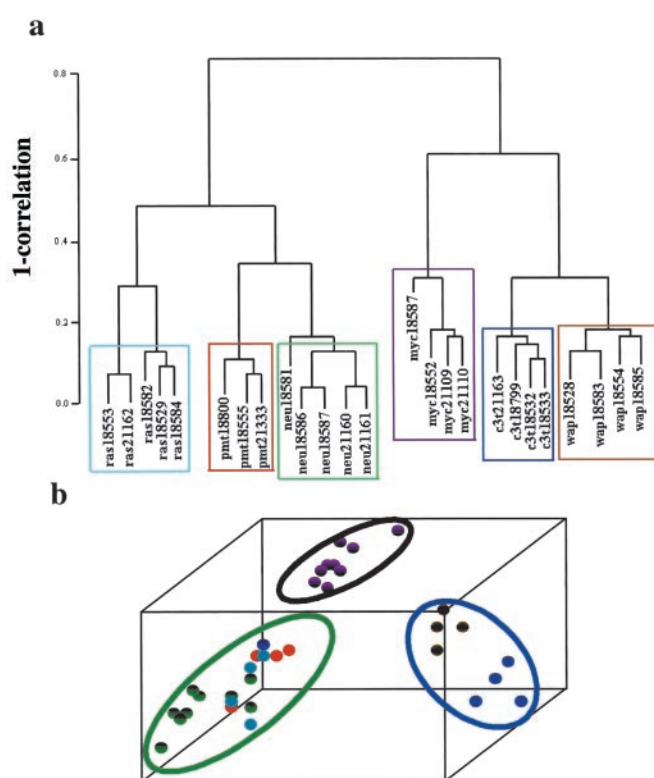 a
1-correlation
0.8
0.6
0.4
0.2
0.0
ras18553
ras21162
ras18582
ras18529
ras18584
pmt18800
pmt18555
pmt21333
neu18581
neu18586
neu18587
neu21160
neu21161
myc18587
myc18552
myc21109
myc21110
c3t21163
c3t18799
c3t18532
c3t18533
wap18528
wap18583
wap18554
wap18585
b